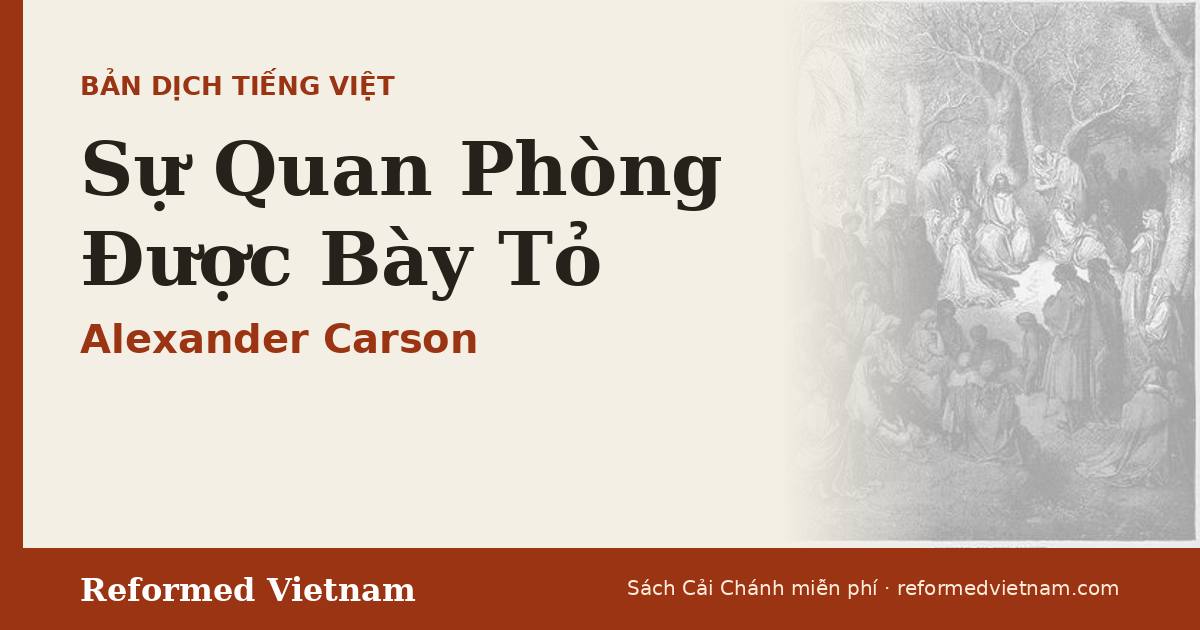 BẢN DỊCH TIẾNG VIỆT
Sự Quan Phòng
Được Bày Tỏ
Alexander Carson
Reformed Vietnam
Sách Cải Chánh miễn phí · reformedvietnam.com